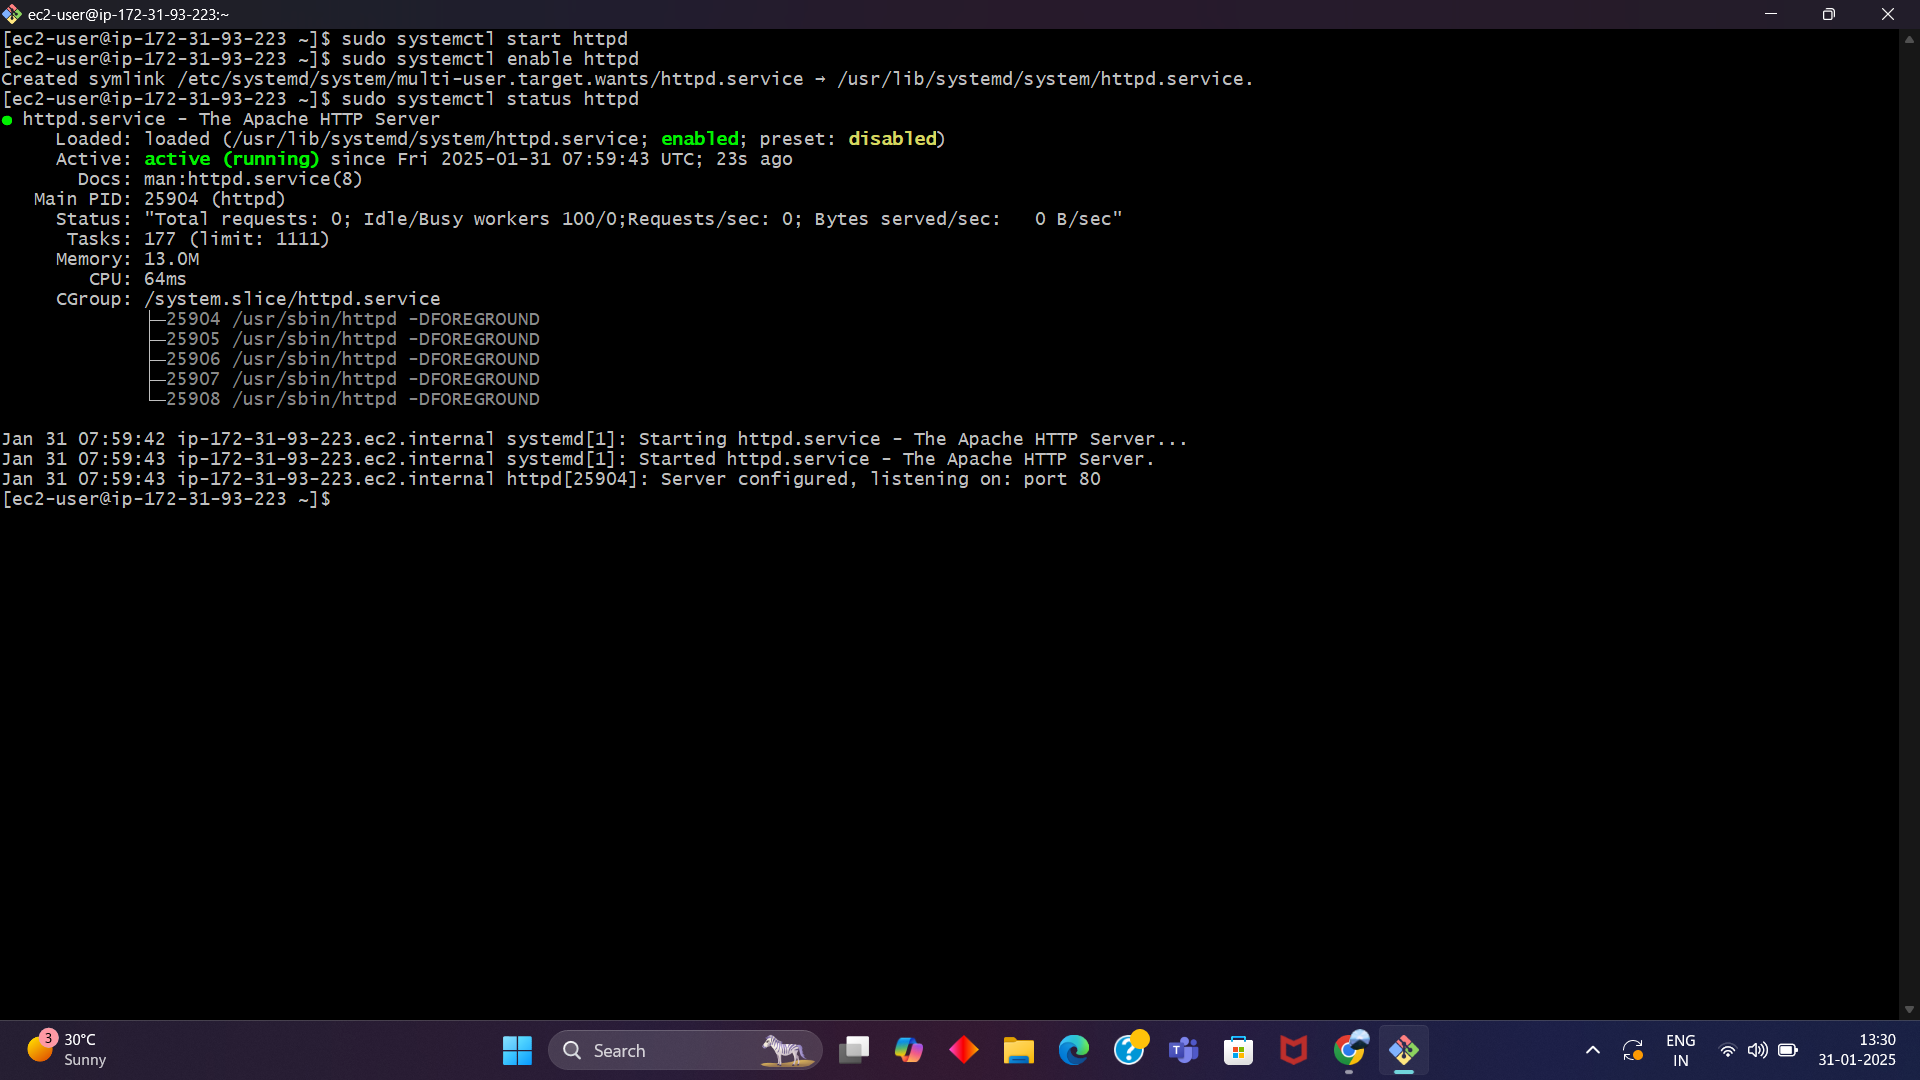 ec2-user@ip-172-31-93-223:~
[ec2-user@ip-172-31-93-223 ~]$ sudo systemctl start httpd
[ec2-user@ip-172-31-93-223 ~]$ sudo systemctl enable httpd
Created symlink /etc/systemd/system/multi-user.target.wants/httpd.service → /usr/lib/systemd/system/httpd.service.
[ec2-user@ip-172-31-93-223 ~]$ sudo systemctl status httpd
● httpd.service - The Apache HTTP Server
     Loaded: loaded (/usr/lib/systemd/system/httpd.service; enabled; preset: disabled)
     Active: active (running) since Fri 2025-01-31 07:59:43 UTC; 23s ago
       Docs: man:httpd.service(8)
   Main PID: 25904 (httpd)
     Status: "Total requests: 0; Idle/Busy workers 100/0;Requests/sec: 0; Bytes served/sec:   0 B/sec"
      Tasks: 177 (limit: 1111)
     Memory: 13.0M
        CPU: 64ms
     CGroup: /system.slice/httpd.service
             ├─25904 /usr/sbin/httpd -DFOREGROUND
             ├─25905 /usr/sbin/httpd -DFOREGROUND
             ├─25906 /usr/sbin/httpd -DFOREGROUND
             ├─25907 /usr/sbin/httpd -DFOREGROUND
             └─25908 /usr/sbin/httpd -DFOREGROUND
Jan 31 07:59:42 ip-172-31-93-223.ec2.internal systemd[1]: Starting httpd.service - The Apache HTTP Server...
Jan 31 07:59:43 ip-172-31-93-223.ec2.internal systemd[1]: Started httpd.service - The Apache HTTP Server.
Jan 31 07:59:43 ip-172-31-93-223.ec2.internal httpd[25904]: Server configured, listening on: port 80
[ec2-user@ip-172-31-93-223 ~]$
3
30°C
Sunny
Search
ENG
IN
13:30
31-01-2025